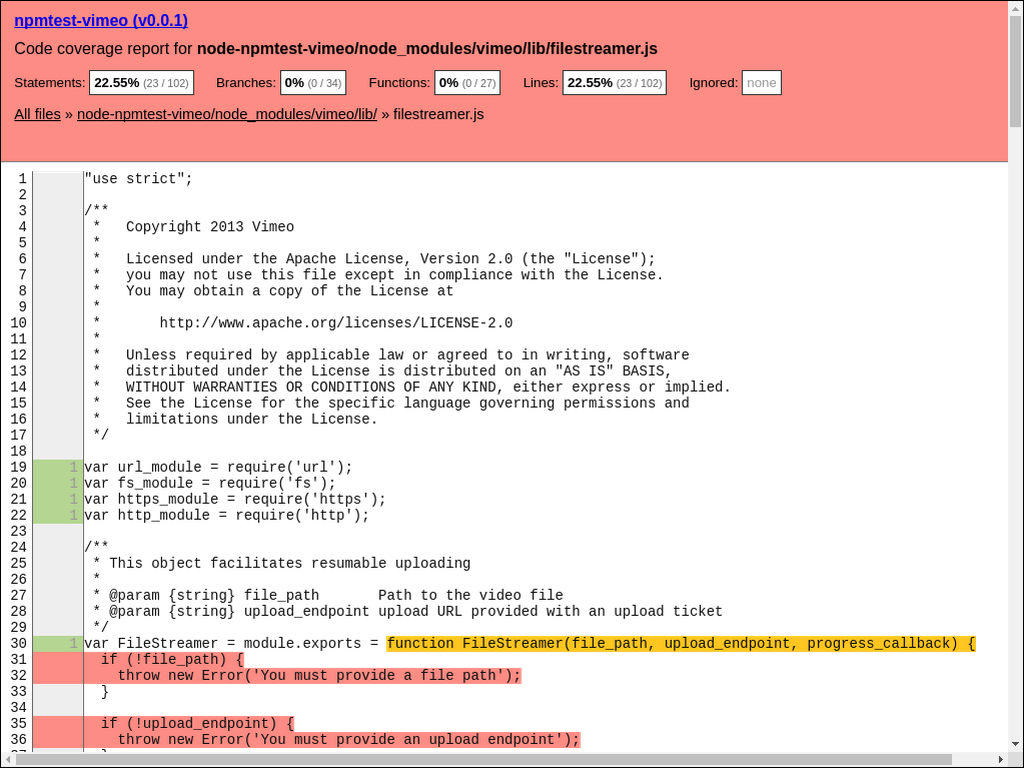 npmtest-vimeo (v0.0.1)
Code coverage report for node-npmtest-vimeo/node_modules/vimeo/lib/filestreamer.js
Statements: 22.55% (23 / 102) Branches: 0% (0 / 34) Functions: 0% (0 / 27) Lines: 22.55% (23 / 102) Ignored: none
All files » node-npmtest-vimeo/node_modules/vimeo/lib/ » filestreamer.js
1 "use strict";
2
3 /**
4 *   Copyright 2013 Vimeo
5 *
6 *   Licensed under the Apache License, Version 2.0 (the "License");
7 *   you may not use this file except in compliance with the License.
8 *   You may obtain a copy of the License at
9 *
10 *       http://www.apache.org/licenses/LICENSE-2.0
11 *
12 *   Unless required by applicable law or agreed to in writing, software
13 *   distributed under the License is distributed on an "AS IS" BASIS,
14 *   WITHOUT WARRANTIES OR CONDITIONS OF ANY KIND, either express or implied.
15 *   See the License for the specific language governing permissions and
16 *   limitations under the License.
17 */
18
19 1 var url_module = require('url');
20 1 var fs_module = require('fs');
21 1 var https_module = require('https');
22 1 var http_module = require('http');
23
24 /**
25 * This object facilitates resumable uploading
26 *
27 * @param {string} file_path       Path to the video file
28 * @param {string} upload_endpoint upload URL provided with an upload ticket
29 */
30 1 var FileStreamer = module.exports = function FileStreamer(file_path, upload_endpoint, progress_callback) {
31   if (!file_path) {
32     throw new Error('You must provide a file path');
33   }
34
35   if (!upload_endpoint) {
36     throw new Error('You must provide an upload endpoint');